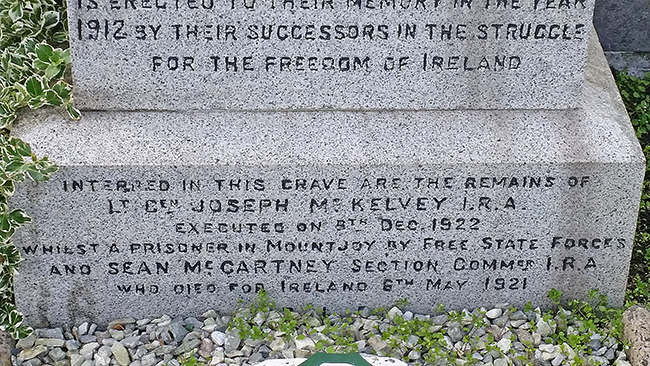 IS ERECTED TO THEIR MEMORY IN THE YEAR
1912 BY THEIR SUCCESSORS IN THE STRUGGLE
FOR THE FREEDOM OF IRELAND
INTERRED IN THIS GRAVE ARE THE REMAINS OF
LT GEN JOSEPH MCKELVEY I.R.A.
EXECUTED ON 8TH DEC. 1922
WHILST A PRISONER IN MOUNTJOY BY FREE STATE FORCES
AND SEAN MCCARTNEY SECTION COMMER I.R.A
WHO DIED FOR IRELAND 6TH MAY 1921